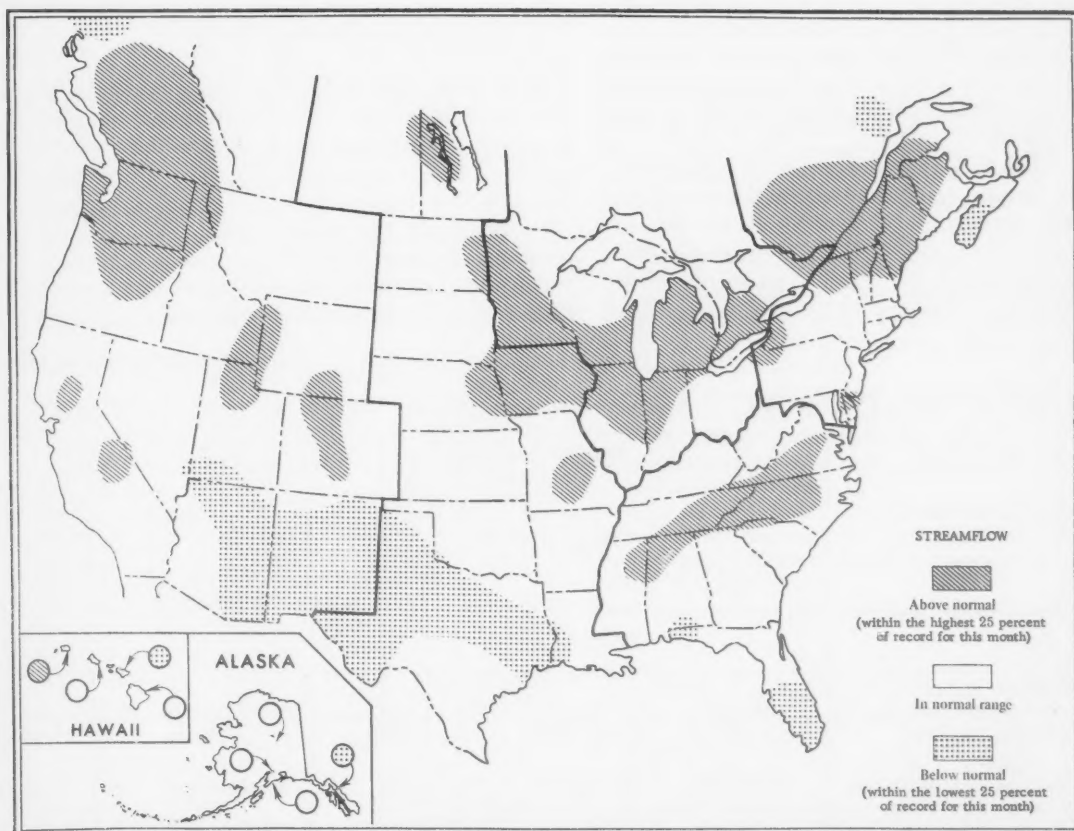 STREAMFLOW
Above normal
(within the highest 25 percent
of record for this month)
In normal range
Below normal
(within the lowest 25 percent
of record for this month)
ALASKA
HAWAII